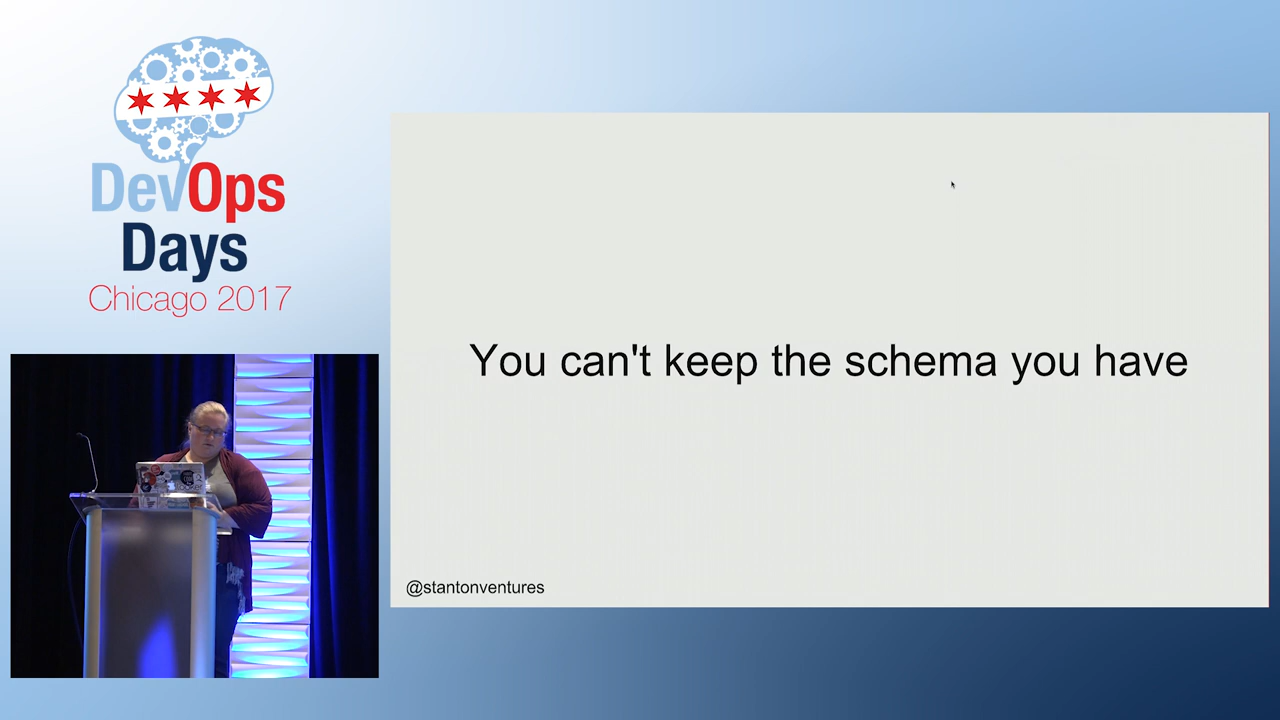 DevOps
Days
Chicago 2017
You can't keep the schema you have
@stantonventures